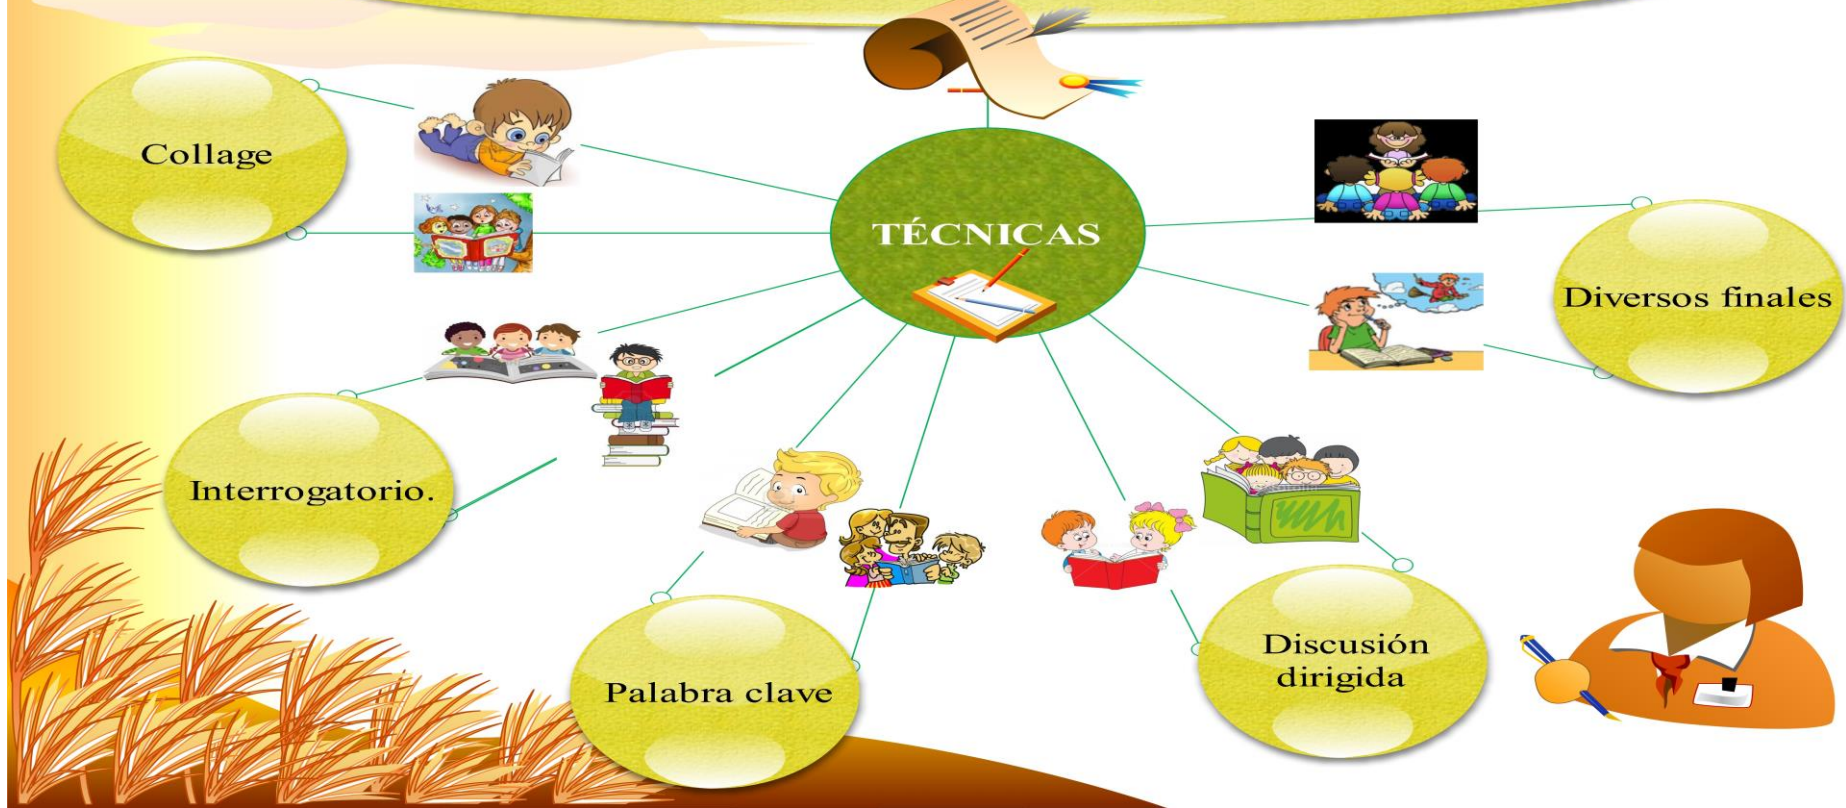 Collage
TÉCNICAS
Diversos finales
Interrogatorio.
Palabra clave
Discusión
dirigida